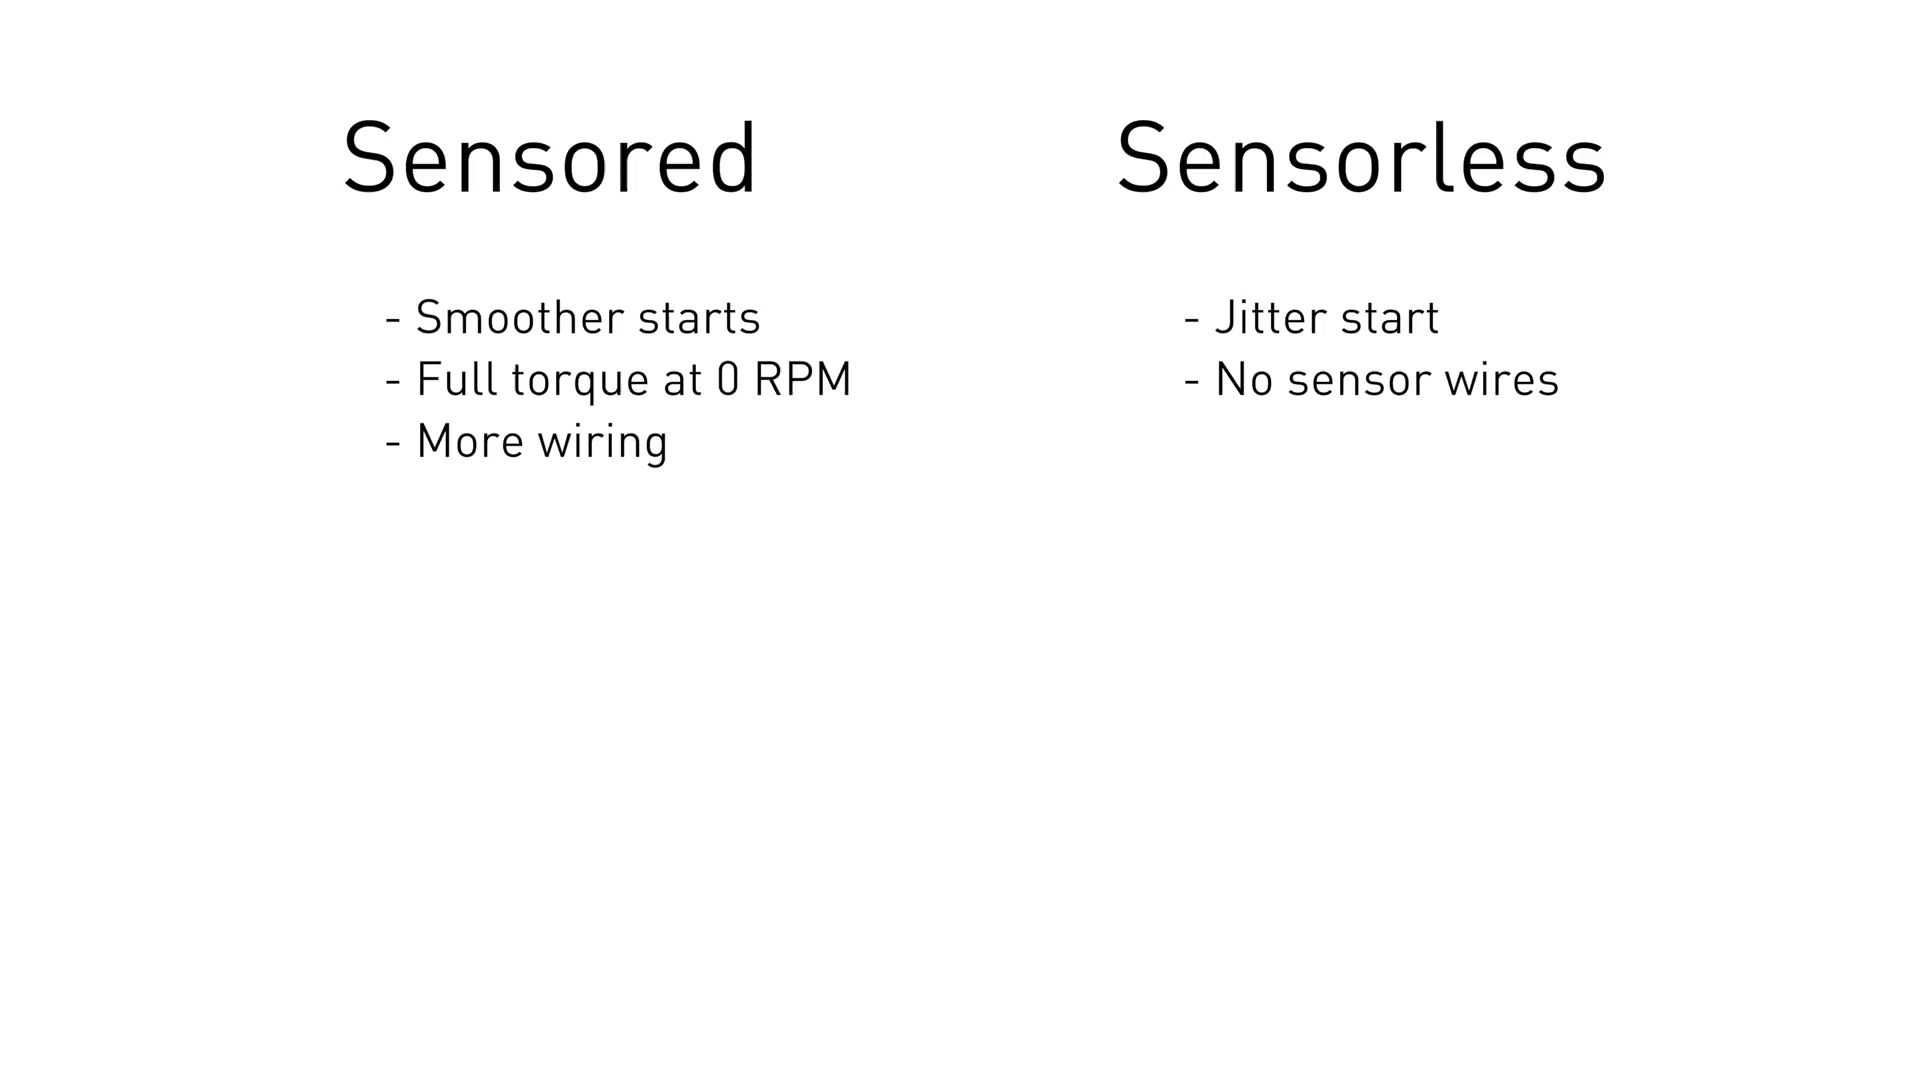 Sensored
- Smoother starts
- Full torque at 0 RPM
- More wiring
Sensorless
- Jitter start
- No sensor wires